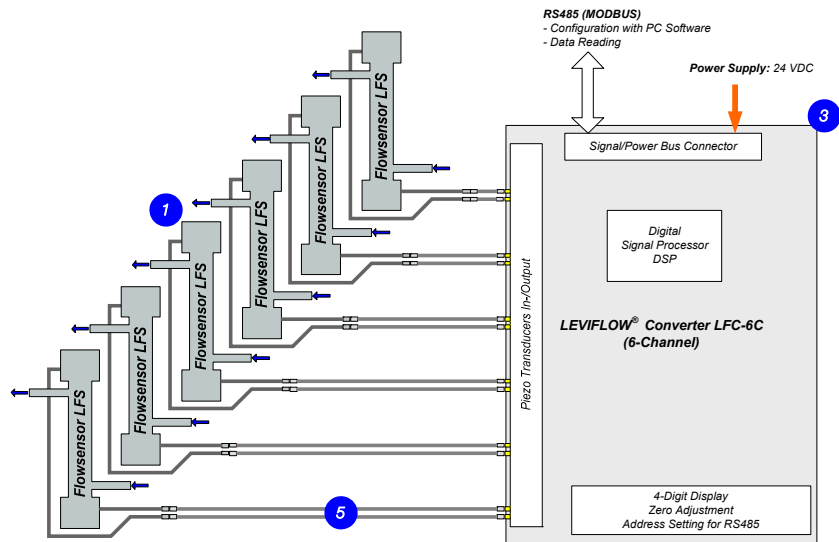 RS485 (MODBUS)
- Configuration with PC Software
- Data Reading
Power Supply: 24 VDC
3
Signal/Power Bus Connector
Flowsensor LFS
Flowsensor LFS
Flowsensor LFS
1
Flowsensor LFS
Flowsensor LFS
Flowsensor LFS
Piezo Transducers In-/Output
Digital
Signal Processor
DSP
LEVIFLOW® Converter LFC-6C
(6-Channel)
4-Digit Display
Zero Adjustment
Address Setting for RS485
5